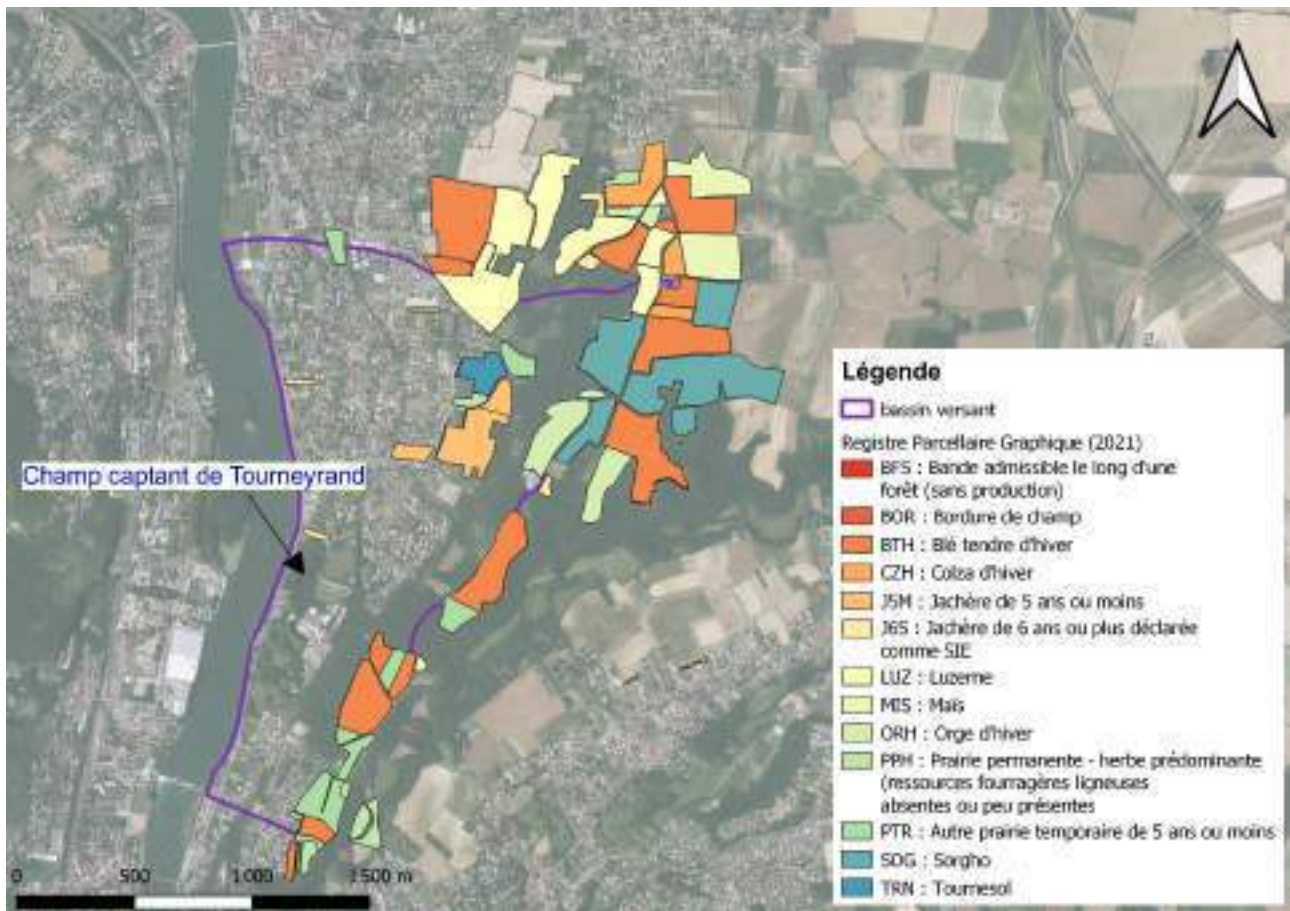 Champ captant de Tourneyrand
Légende
bassin versant
Registre Parcellaire Graphique (2021)
BFS : Bande admissible le long d'une
forêt (sans production)
BOR : Bordure de champ
BTH : Blé tendre d'hiver
CZH : Colza d'hiver
J5M : Jachère de 5 ans ou moins
J6S : Jachère de 6 ans ou plus déclarée
comme SIE
LUZ : Luzerne
MIS : Maïs
ORH : Orge d'hiver
PPH : Prairie permanente - herbe prédominante
(ressources fourragères ligneuses
absentes ou peu présentes
PTR : Autre prairie temporaire de 5 ans ou moins
SOG : Sorgho
TRN : Tournesol
0 500 1 000 1 500 m